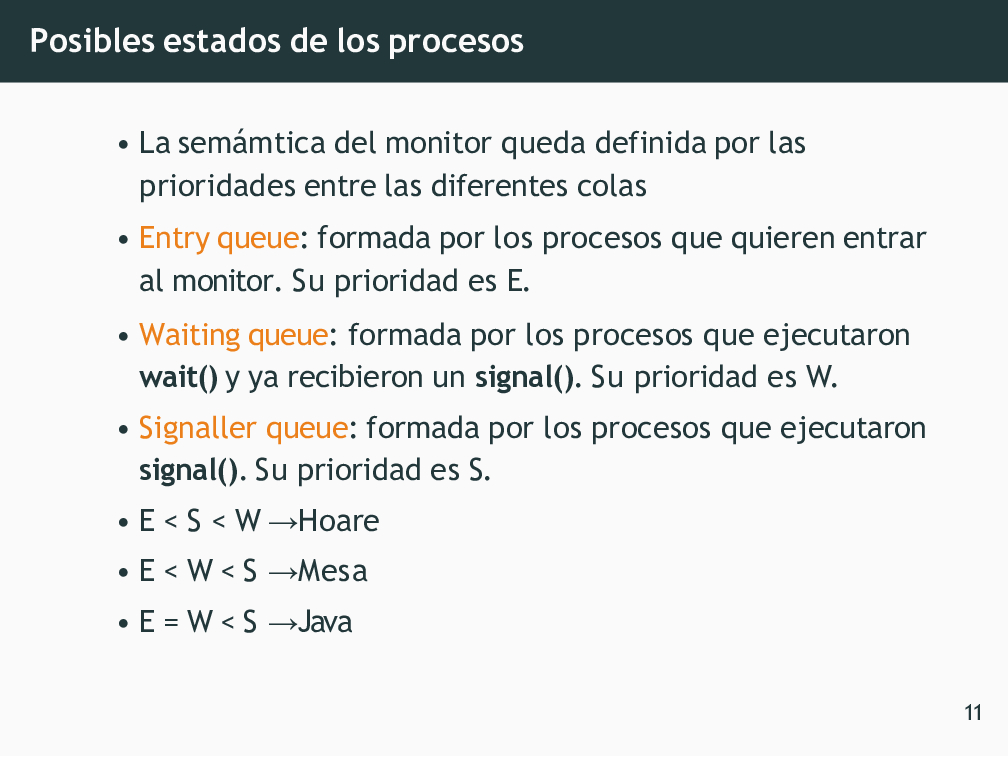 Posibles estados de los procesos
• La semámtica del monitor queda definida por las
prioridades entre las diferentes colas
• Entry queue: formada por los procesos que quieren entrar
al monitor. Su prioridad es E.
• Waiting queue: formada por los procesos que ejecutaron
wait() y ya recibieron un signal(). Su prioridad es W.
• Signaller queue: formada por los procesos que ejecutaron
signal(). Su prioridad es S.
• E < S < W →Hoare
• E < W < S →Mesa
• E = W < S →Java
11